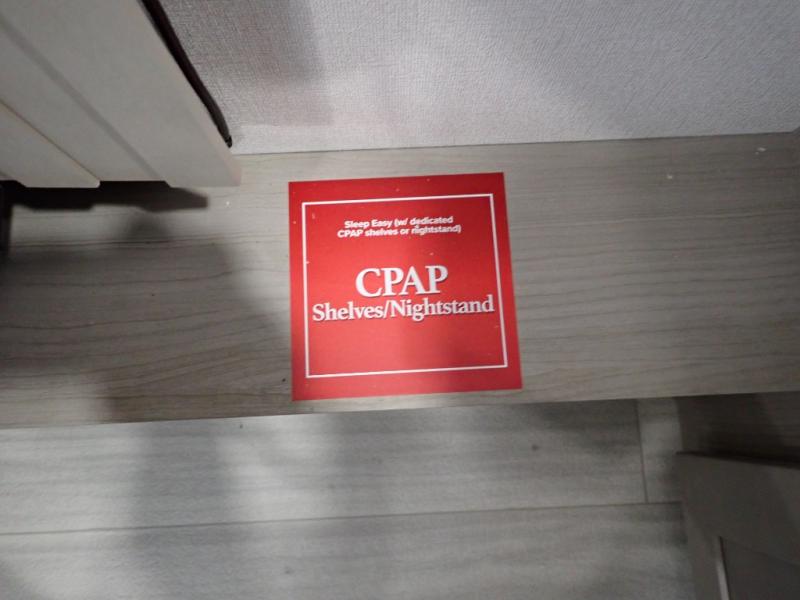 Sleep Easy (w/ dedicated
CPAP shelves or nightstand)
CPAP
Shelves/Nightstand